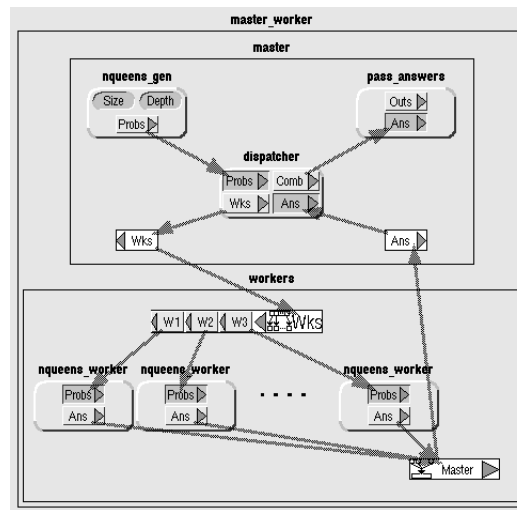 master_worker
master
nqueens_gen pass_answers
Size Depth Outs
Probs Ans
dispatcher
Probs Comb
Wks Ans
Wks Ans
workers
W1 W2 W3 Wks
nqueens_worker nqueens_worker nqueens_worker
Probs Probs Probs
Ans Ans Ans
Master